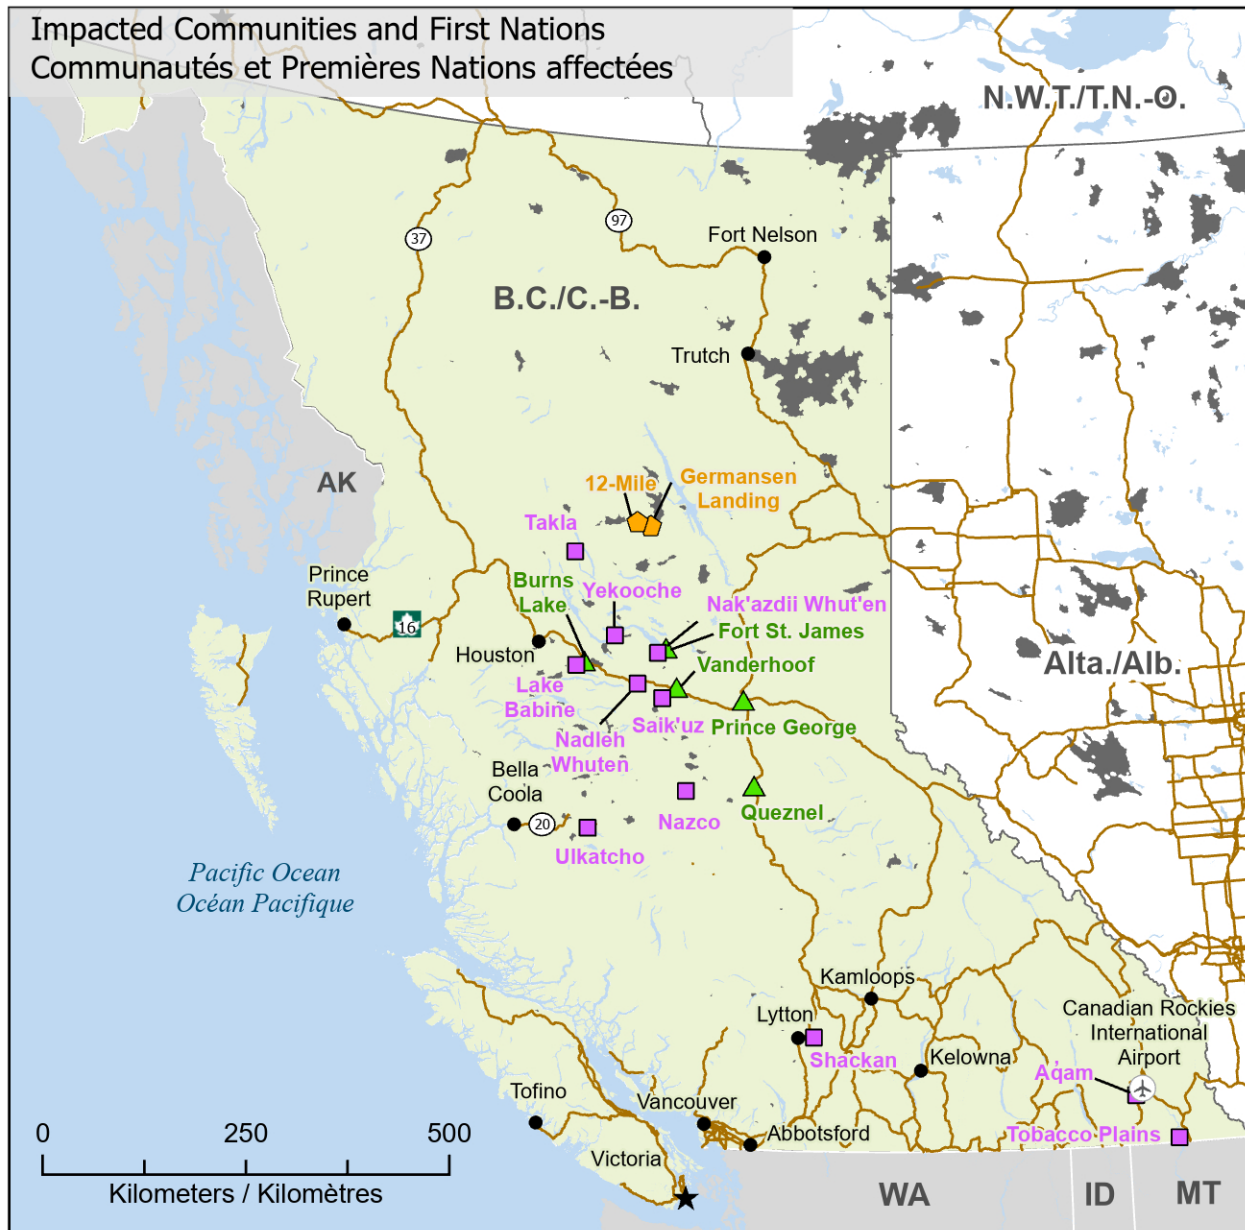 Impacted Communities and First Nations
Communautés et Premières Nations affectées
N.W.T./T.N.-O.
37
97
Fort Nelson
B.C./C.-B.
Trutch
AK
12-Mile
Germansen
Landing
Takla
Prince
Rupert
16
Burns
Lake
Yekooche
Nak'azdii Whut'en
Fort St. James
Houston
Vanderhoof
Alta./Alb.
Lake
Babine
Saik'uz
Prince George
Nadleh
Whuten
Bella
Coola
20
Nazco
Queznel
Ulkatcho
Pacific Ocean
Océan Pacifique
Kamloops
Lytton
Shackan
Kelowna
Canadian Rockies
International
Airport
Aq̓am
Tofino
Vancouver
Abbotsford
Tobacco Plains
Victoria
0 250 500
Kilometers / Kilomètres
WA
ID
MT